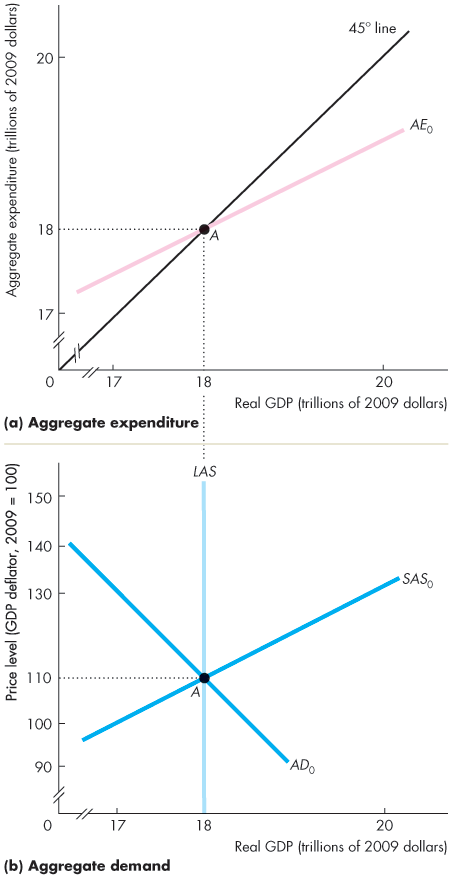 Aggregate expenditure (trillions of 2009 dollars)
45° line
20
AE0
18
A
17
0
17
18
20
Real GDP (trillions of 2009 dollars)
(a) Aggregate expenditure
Price level (GDP deflator, 2009 = 100)
LAS
150
140
130
SAS0
110
A
100
90
AD0
0
17
18
20
Real GDP (trillions of 2009 dollars)
(b) Aggregate demand